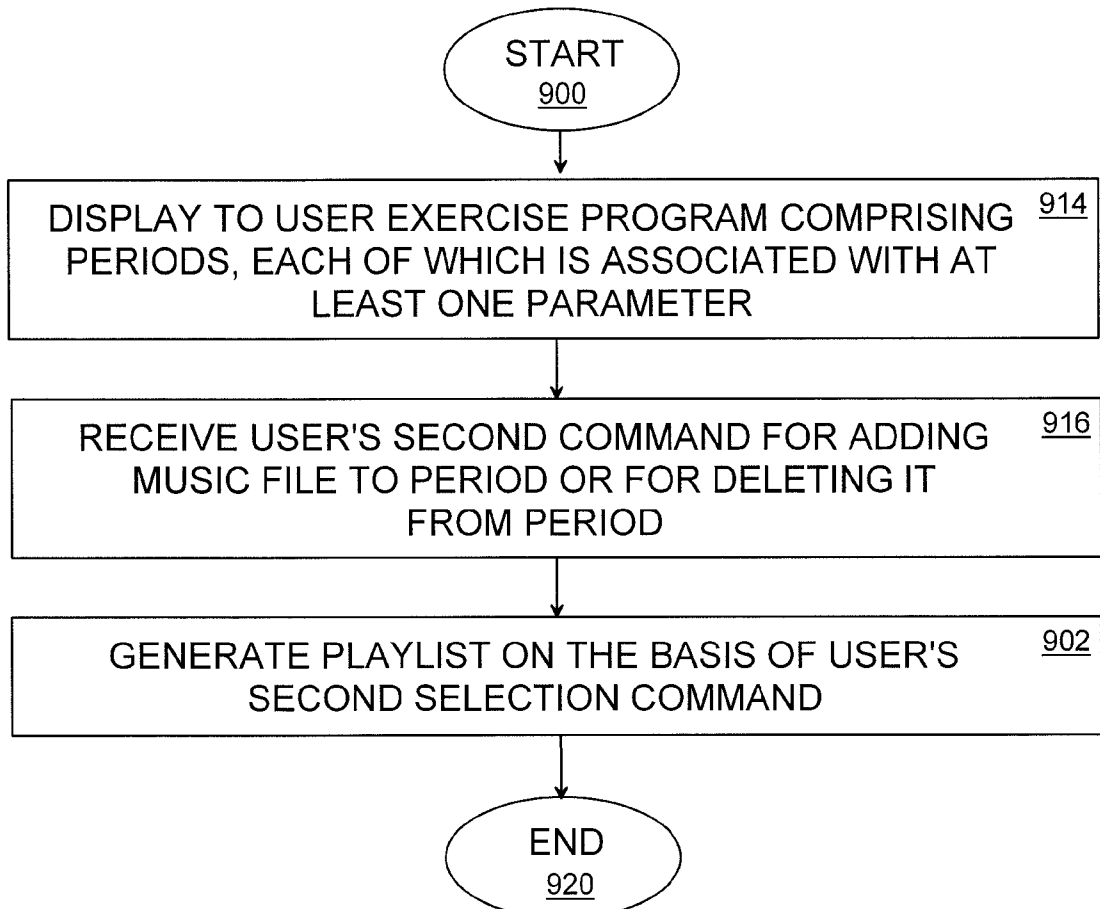 START
900
DISPLAY TO USER EXERCISE PROGRAM COMPRISING 914
PERIODS, EACH OF WHICH IS ASSOCIATED WITH AT
LEAST ONE PARAMETER
RECEIVE USER'S SECOND COMMAND FOR ADDING 916
MUSIC FILE TO PERIOD OR FOR DELETING IT
FROM PERIOD
GENERATE PLAYLIST ON THE BASIS OF USER'S 902
SECOND SELECTION COMMAND
END
920